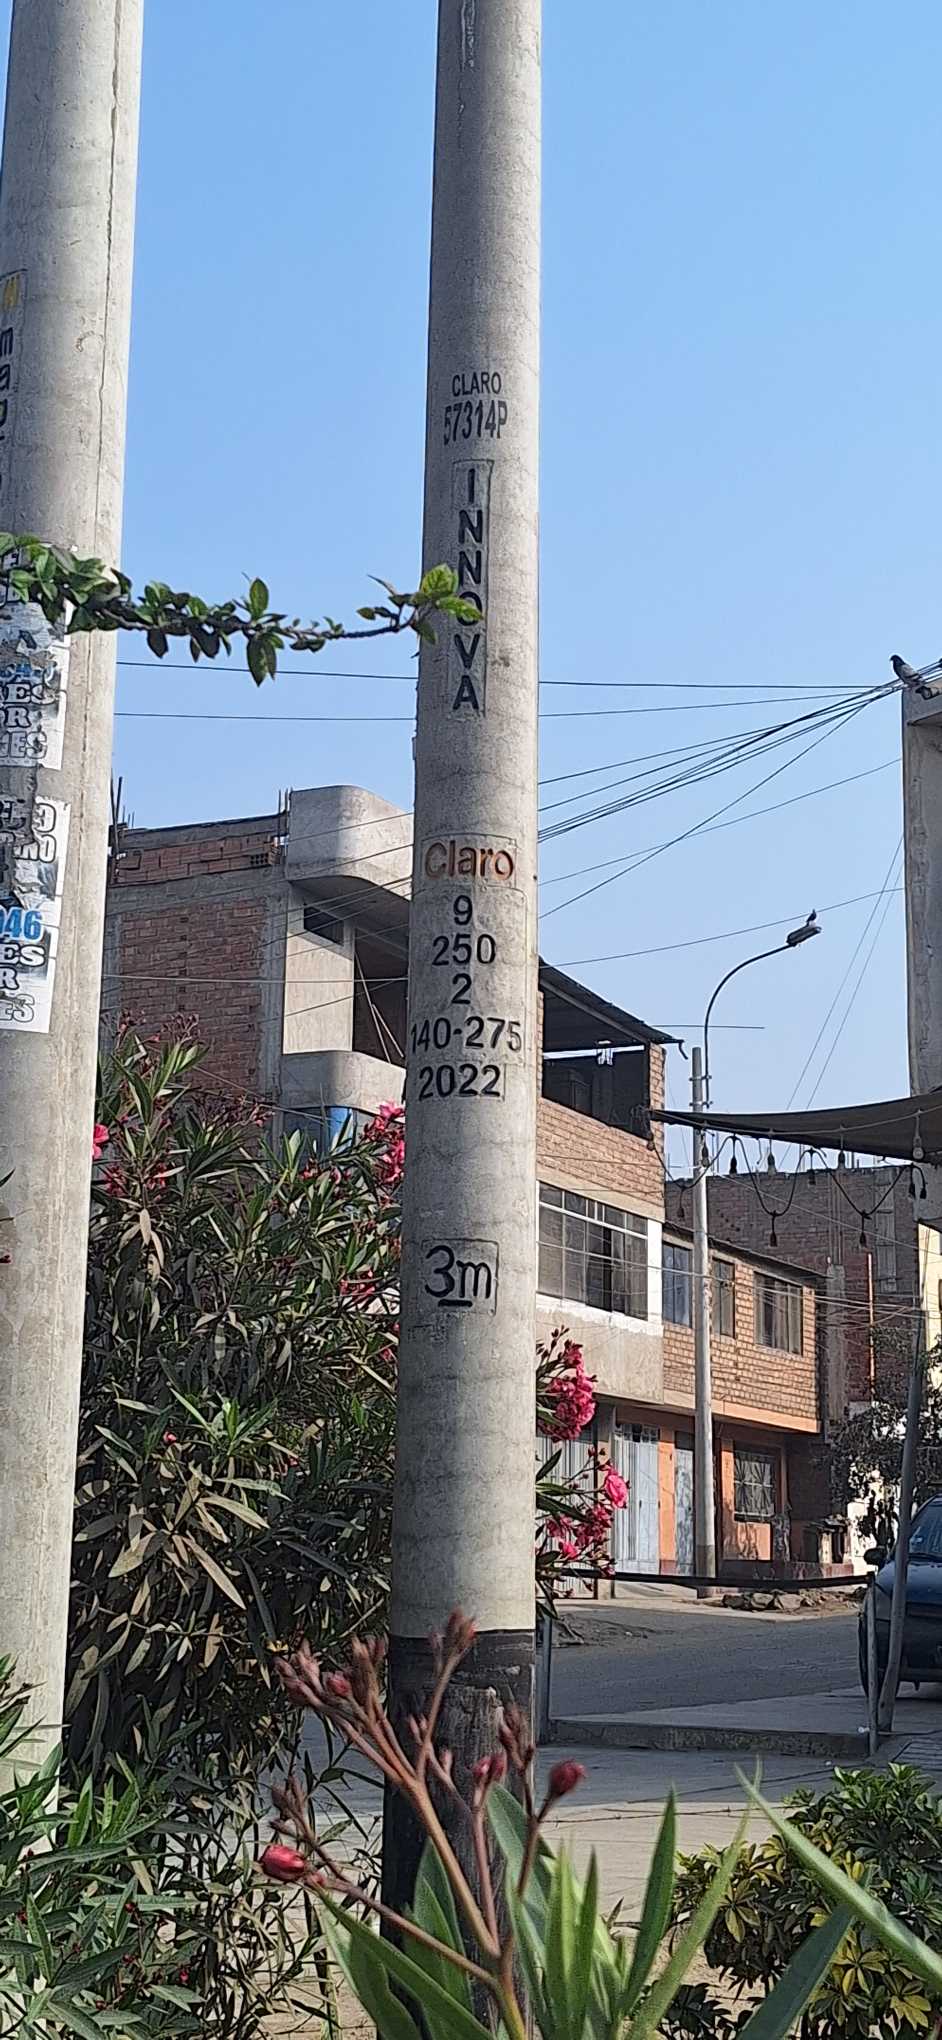 CLARO
57314P
INNOVA
Claro
9
250
2
140-275
2022
3m